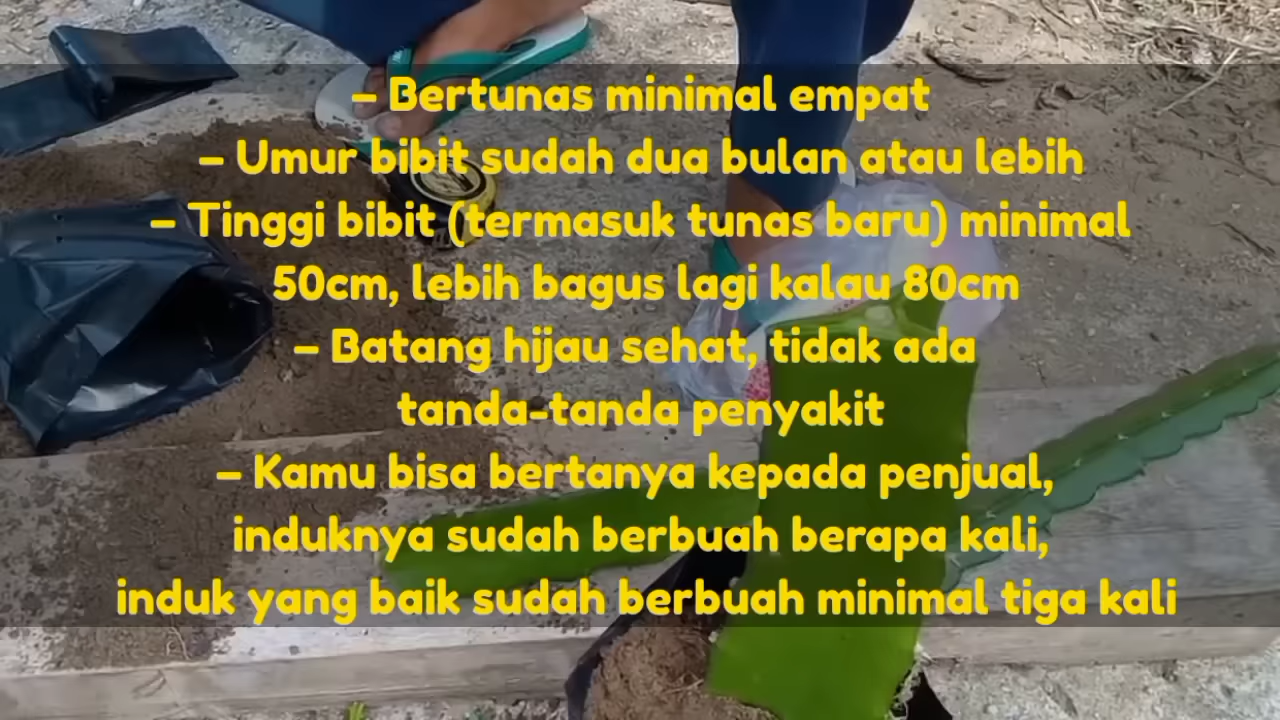 – Bertunas minimal empat
– Umur bibit sudah dua bulan atau lebih
– Tinggi bibit (termasuk tunas baru) minimal
50cm, lebih bagus lagi kalau 80cm
– Batang hijau sehat, tidak ada
tanda-tanda penyakit
– Kamu bisa bertanya kepada penjual,
induknya sudah berbuah berapa kali,
induk yang baik sudah berbuah minimal tiga kali